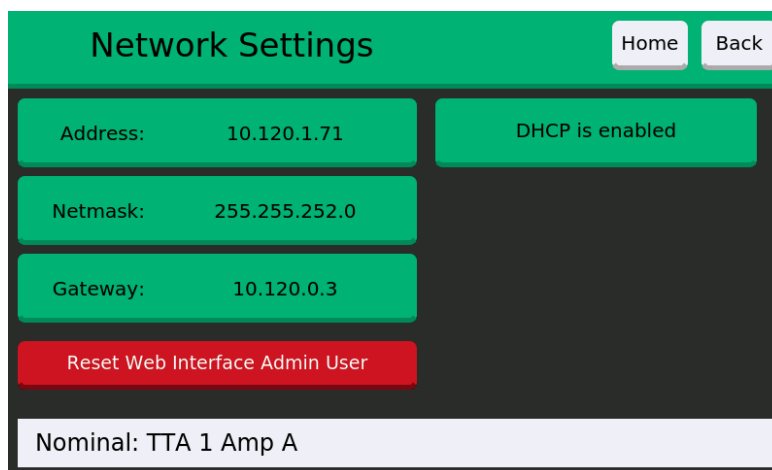 Network Settings
Home
Back
Address: 10.120.1.71
DHCP is enabled
Netmask: 255.255.252.0
Gateway: 10.120.0.3
Reset Web Interface Admin User
Nominal: TTA 1 Amp A